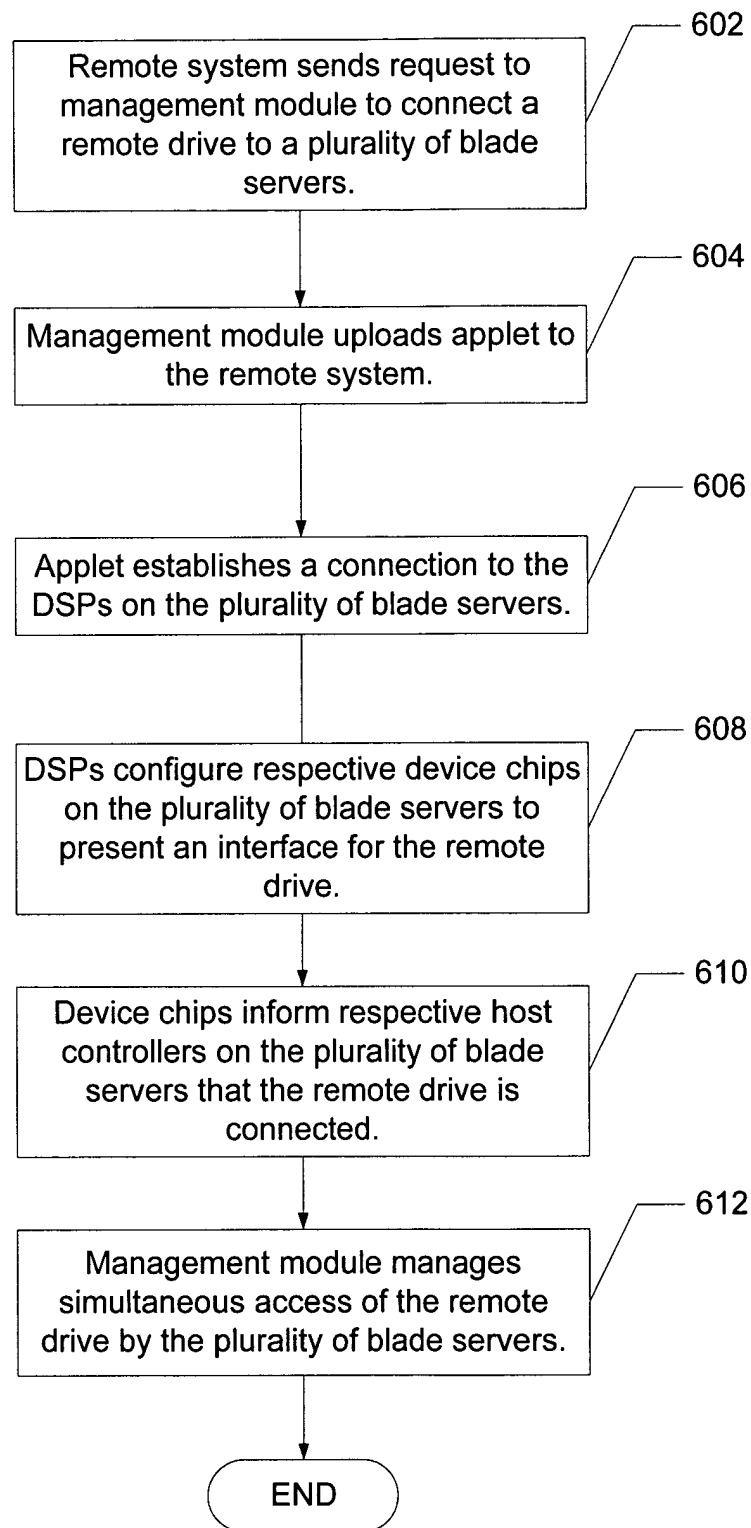 602
Remote system sends request to
management module to connect a
remote drive to a plurality of blade
servers.
604
Management module uploads applet to
the remote system.
606
Applet establishes a connection to the
DSPs on the plurality of blade servers.
608
DSPs configure respective device chips
on the plurality of blade servers to
present an interface for the remote
drive.
610
Device chips inform respective host
controllers on the plurality of blade
servers that the remote drive is
connected.
612
Management module manages
simultaneous access of the remote
drive by the plurality of blade servers.
END